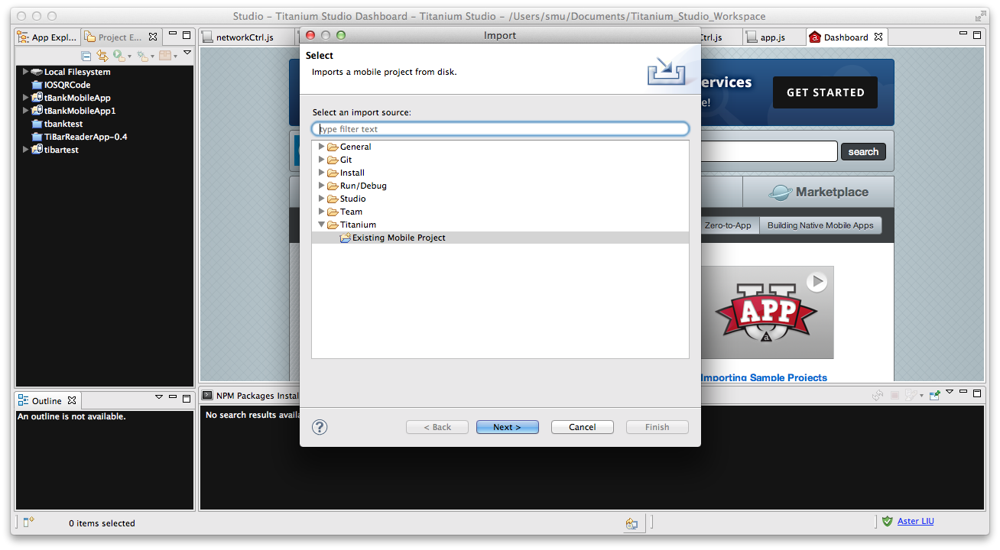 Studio – Titanium Studio Dashboard – Titanium Studio – /Users/smu/Documents/Titanium_Studio_Workspace
App Expl...
Project E...
networkCtrl.js
Ctrl.js
app.js
Dashboard
Local Filesystem
IOSQRCode
tBankMobileApp
tBankMobileApp1
tbanktest
TiBarReaderApp-0.4
tibartest
Import
Select
Imports a mobile project from disk.
Select an import source:
type filter text
General
Git
Install
Run/Debug
Studio
Team
Titanium
Existing Mobile Project
?
< Back
Next >
Cancel
Finish
ervices
e!
GET STARTED
search
Marketplace
Zero-to-App
Building Native Mobile Apps
U
APP
a
Importing Sample Projects
Outline
An outline is not available.
NPM Packages Instal
No search results availa
0 items selected
Aster LIU